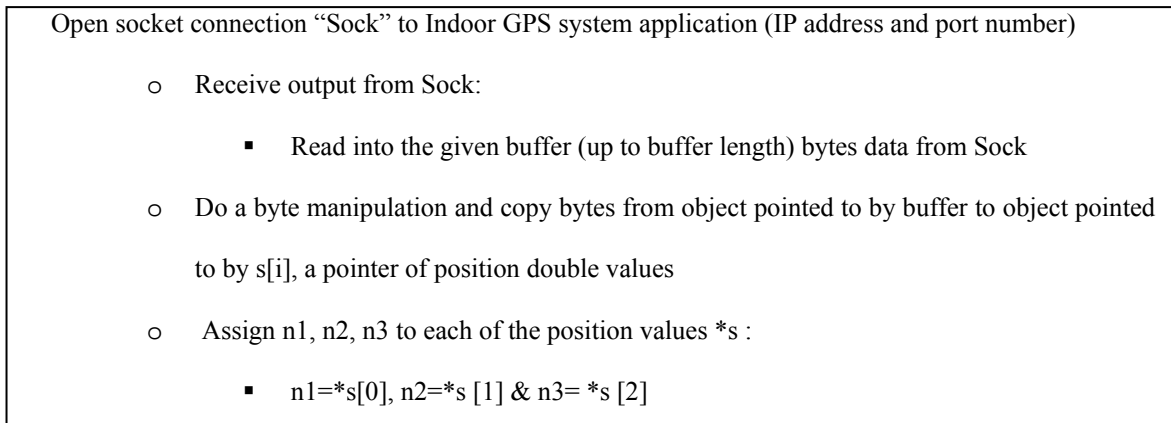 Open socket connection “Sock” to Indoor GPS system application (IP address and port number)
o Receive output from Sock:
▪ Read into the given buffer (up to buffer length) bytes data from Sock
o Do a byte manipulation and copy bytes from object pointed to by buffer to object pointed
to by s[i], a pointer of position double values
o Assign n1, n2, n3 to each of the position values *s :
▪ n1=*s[0], n2=*s [1] & n3= *s [2]